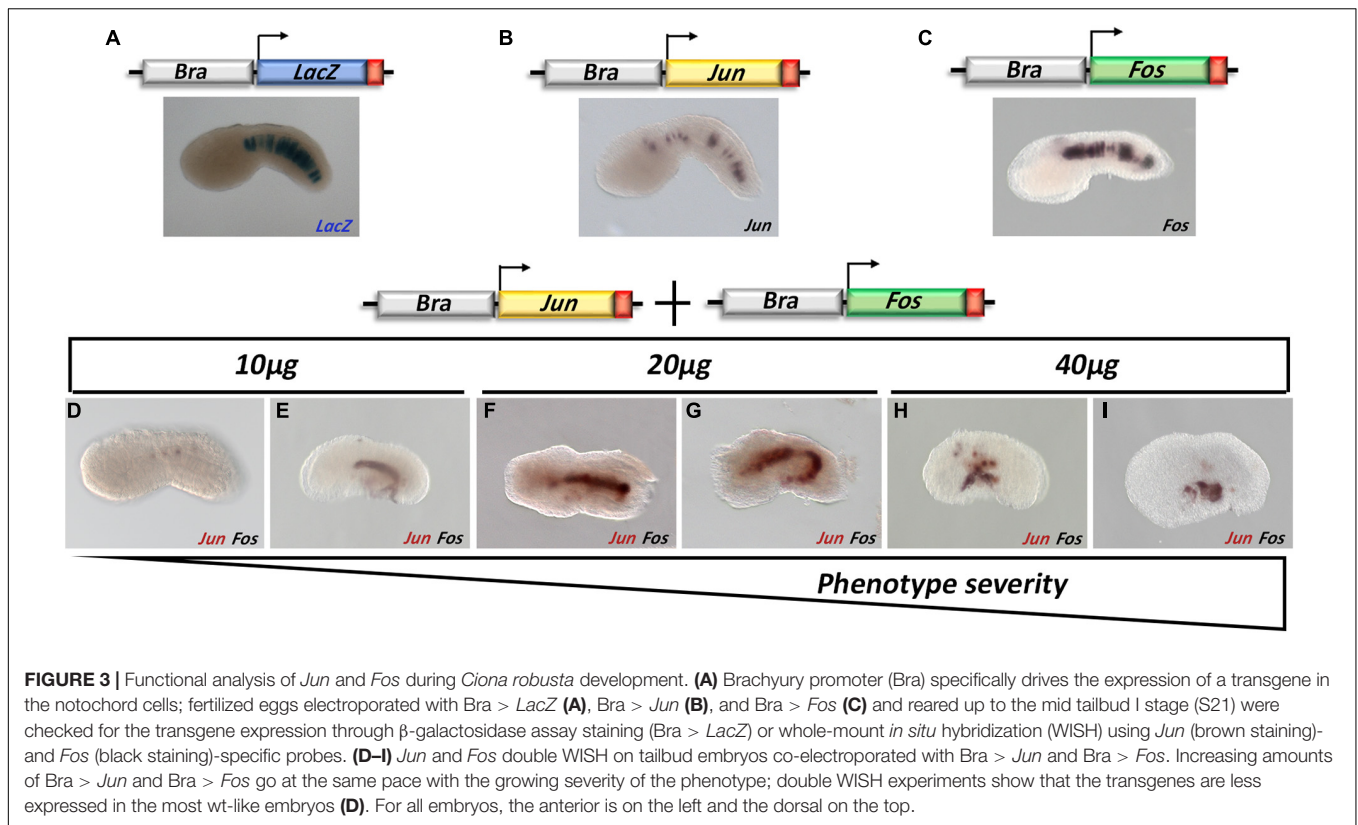 A
B
C
Bra LacZ
Bra Jun
Bra Fos
LacZ
Jun
Fos
Bra Jun + Bra Fos
10μg 20μg 40μg
D E F G H I
Jun Fos Jun Fos Jun Fos Jun Fos Jun Fos Jun Fos
Phenotype severity
FIGURE 3 | Functional analysis of Jun and Fos during Ciona robusta development. (A) Brachyury promoter (Bra) specifically drives the expression of a transgene in
the notochord cells; fertilized eggs electroporated with Bra > LacZ (A), Bra > Jun (B), and Bra > Fos (C) and reared up to the mid tailbud I stage (S21) were
checked for the transgene expression through β-galactosidase assay staining (Bra > LacZ) or whole-mount in situ hybridization (WISH) using Jun (brown staining)-
and Fos (black staining)-specific probes. (D–I) Jun and Fos double WISH on tailbud embryos co-electroporated with Bra > Jun and Bra > Fos. Increasing amounts
of Bra > Jun and Bra > Fos go at the same pace with the growing severity of the phenotype; double WISH experiments show that the transgenes are less
expressed in the most wt-like embryos (D). For all embryos, the anterior is on the left and the dorsal on the top.